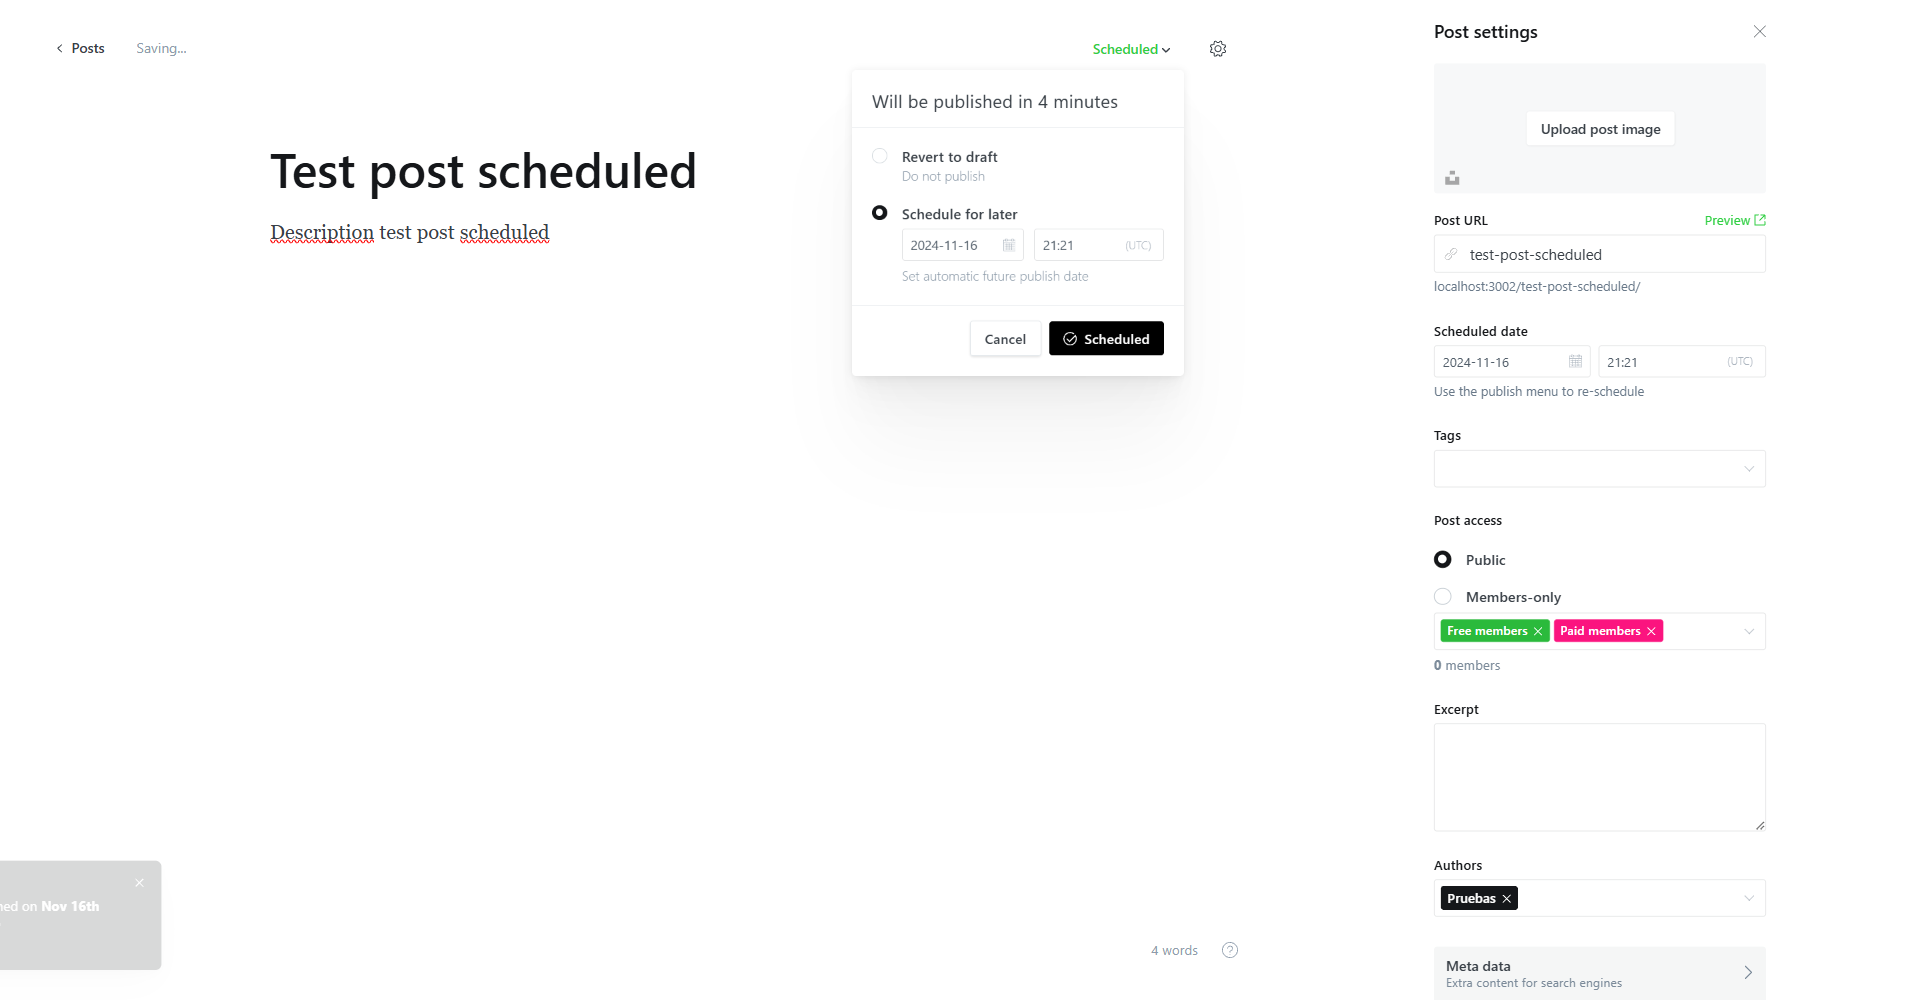 Posts
Saving...
Scheduled
Will be published in 4 minutes
Revert to draft
Do not publish
Schedule for later
2024-11-16
21:21
(UTC)
Set automatic future publish date
Cancel
Scheduled
Test post scheduled
Description test post scheduled
on Nov 16th
4 words
?
Post settings
Upload post image
Post URL
Preview
test-post-scheduled
localhost:3002/test-post-scheduled/
Scheduled date
2024-11-16
21:21
(UTC)
Use the publish menu to re-schedule
Tags
Post access
Public
Members-only
Free members
Paid members
0 members
Excerpt
Authors
Pruebas
Meta data
Extra content for search engines